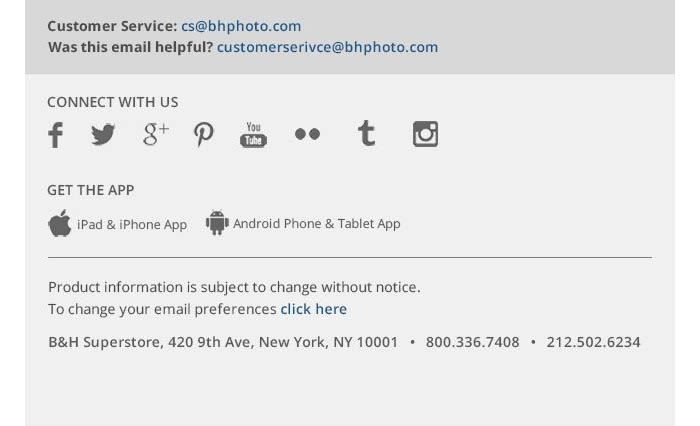 Customer Service: cs@bhphoto.com
Was this email helpful? customerserivce@bhphoto.com
CONNECT WITH US
f g+ P You Tube t
GET THE APP
iPad & iPhone App Android Phone & Tablet App
Product information is subject to change without notice.
To change your email preferences click here
B&H Superstore, 420 9th Ave, New York, NY 10001 • 800.336.7408 • 212.502.6234